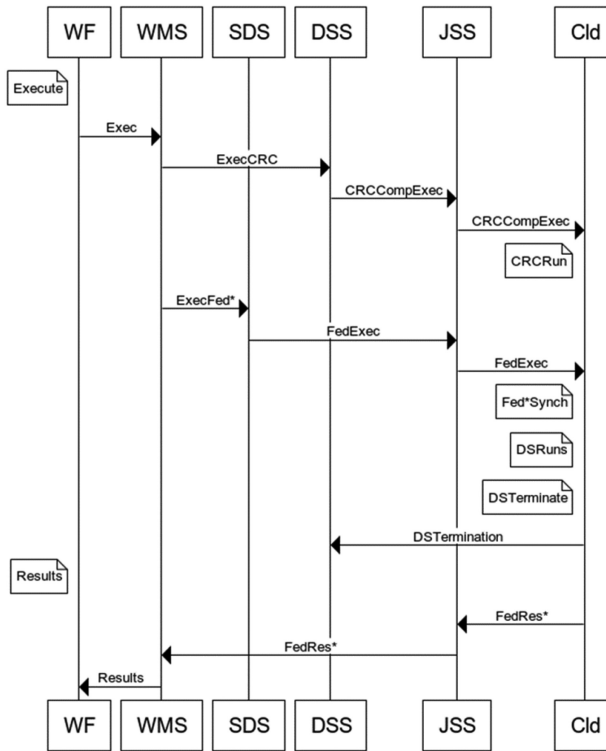 WF WMS SDS DSS JSS Cld
Execute
Exec
ExecCRC
CRCCompExec
CRCCompExec
CRCRun
ExecFed*
FedExec
FedExec
Fed*Synch
DSRuns
DSTerminate
DSTermination
Results
FedRes*
FedRes*
Results
WF WMS SDS DSS JSS Cld